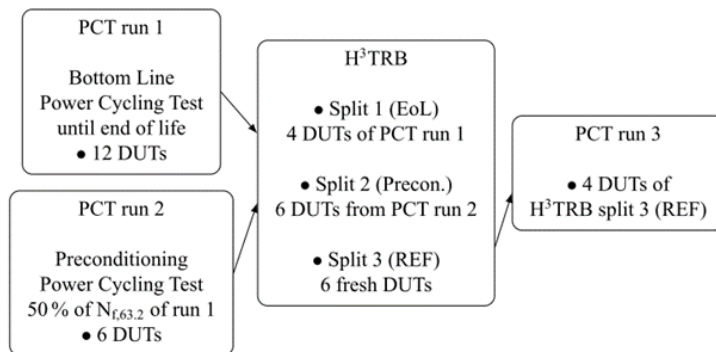 PCT run 1
Bottom Line
Power Cycling Test
until end of life
● 12 DUTs
PCT run 2
Preconditioning
Power Cycling Test
50 % of N_{f,63.2} of run 1
● 6 DUTs
H³TRB
● Split 1 (EoL)
4 DUTs of PCT run 1
● Split 2 (Precon.)
6 DUTs from PCT run 2
● Split 3 (REF)
6 fresh DUTs
PCT run 3
● 4 DUTs of
H³TRB split 3 (REF)